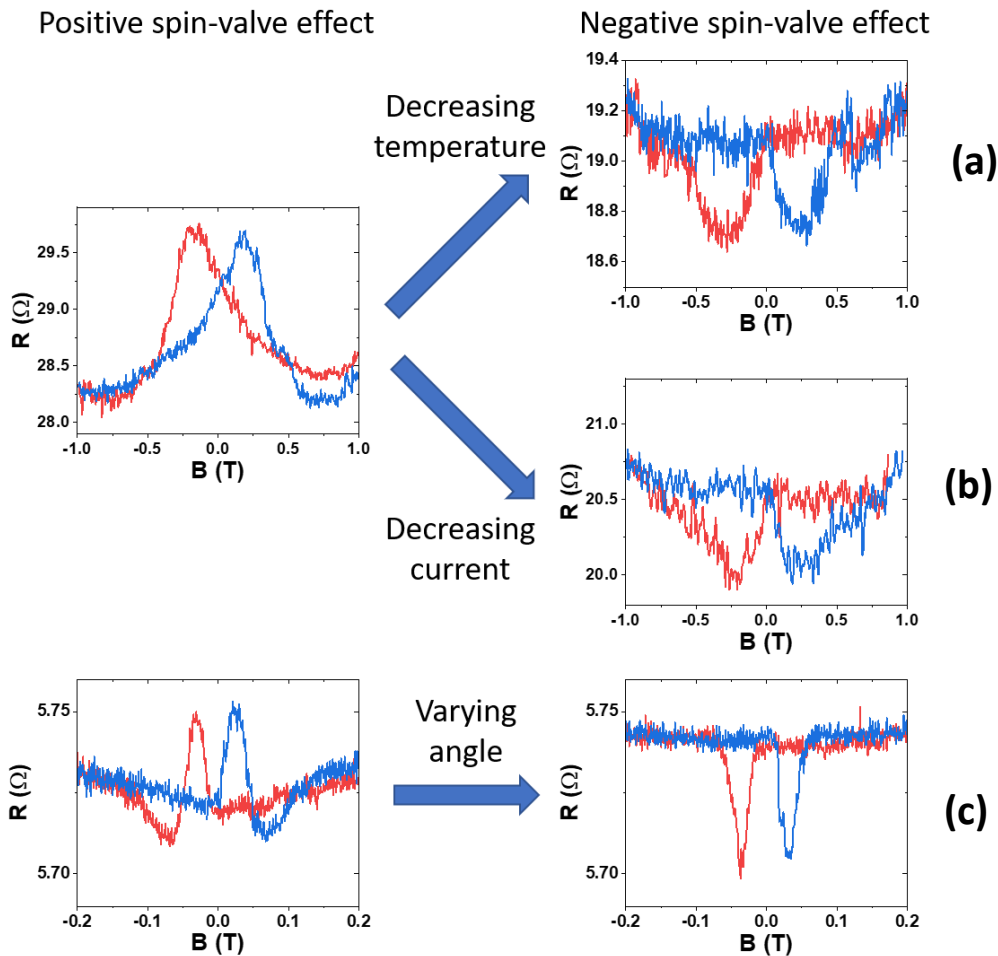 Positive spin-valve effect
Negative spin-valve effect
Decreasing
temperature
19.4
19.2
19.0
18.8
18.6
R (Ω)
-1.0 -0.5 0.0 0.5 1.0
B (T)
(a)
29.5
29.0
28.5
28.0
R (Ω)
-1.0 -0.5 0.0 0.5 1.0
B (T)
Decreasing
current
21.0
20.5
20.0
R (Ω)
-1.0 -0.5 0.0 0.5 1.0
B (T)
(b)
5.75
5.70
R (Ω)
-0.2 -0.1 0.0 0.1 0.2
B (T)
Varying
angle
5.75
5.70
R (Ω)
-0.2 -0.1 0.0 0.1 0.2
B (T)
(c)